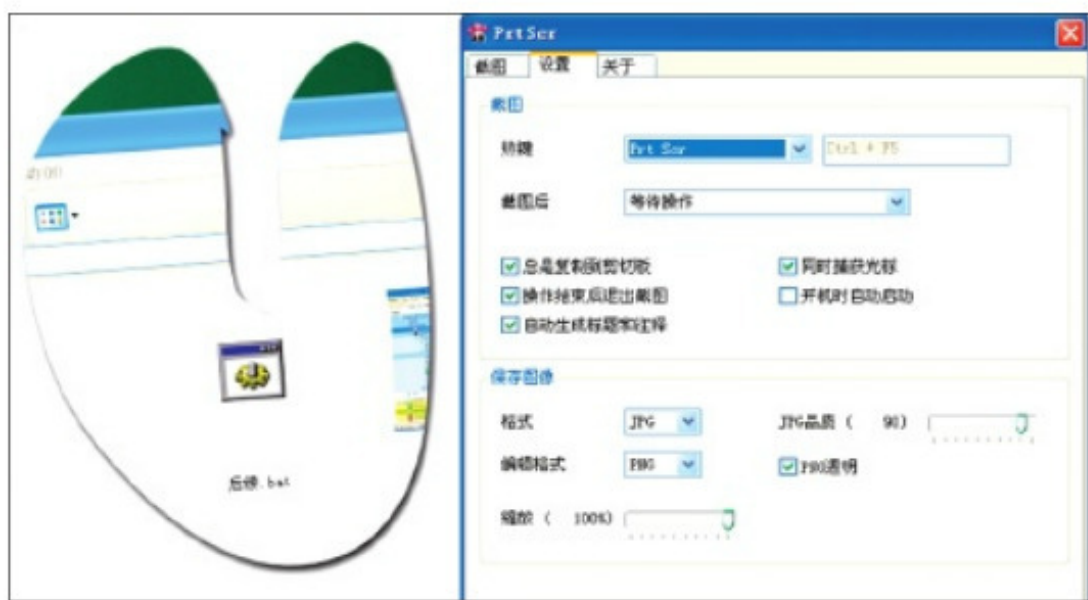 后缀.bat
PrtScr
截图 设置 关于
截图
热键 Prt Scr Ctrl + F5
截图后 等待操作
总是复制到剪切板 同时捕获光标
操作结束后退出截图 开机时自动启动
自动生成标题和注释
保存图像
格式 JPG JPG品质 ( 90)
编辑格式 PNG PNG透明
缩放 ( 100%)